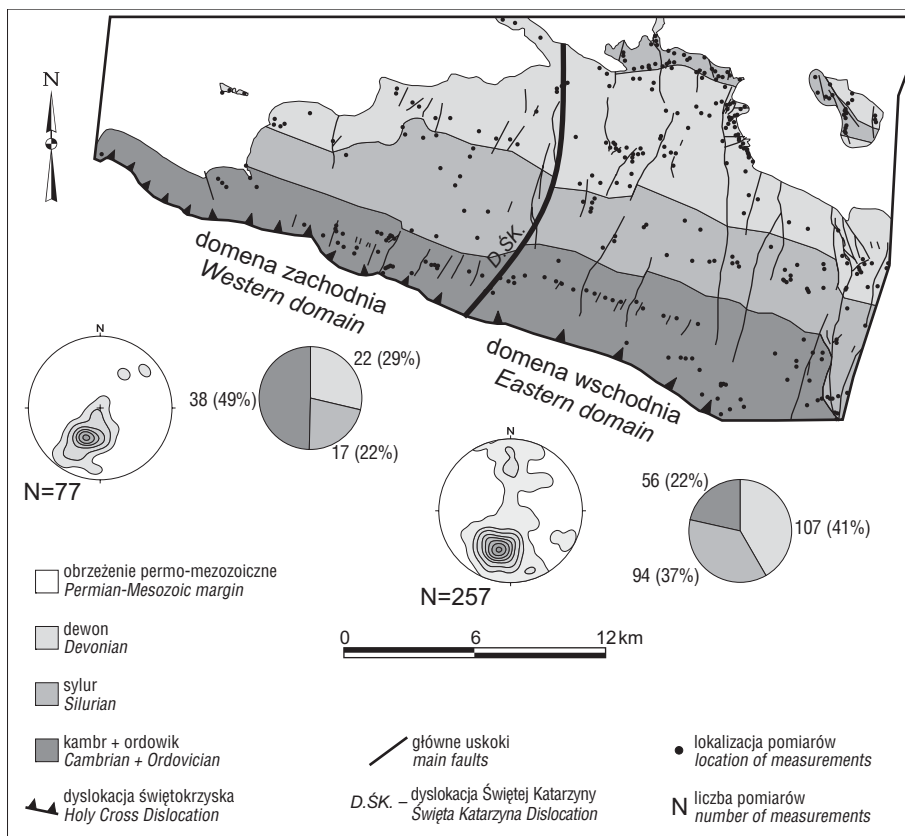 N
D.ŚK.
domena zachodnia
Western domain
domena wschodnia
Eastern domain
N
22 (29%)
38 (49%)
17 (22%)
N=77
N
56 (22%)
107 (41%)
94 (37%)
N=257
obrzeżenie permo-mezozoiczne
Permian-Mesozoic margin
dewon
Devonian
sylur
Silurian
kambr + ordowik
Cambrian + Ordovician
dyslokacja świętokrzyska
Holy Cross Dislocation
0 6 12 km
główne uskoki
main faults
D.ŚK. – dyslokacja Świętej Katarzyny
Święta Katarzyna Dislocation
lokalizacja pomiarów
location of measurements
N liczba pomiarów
number of measurements